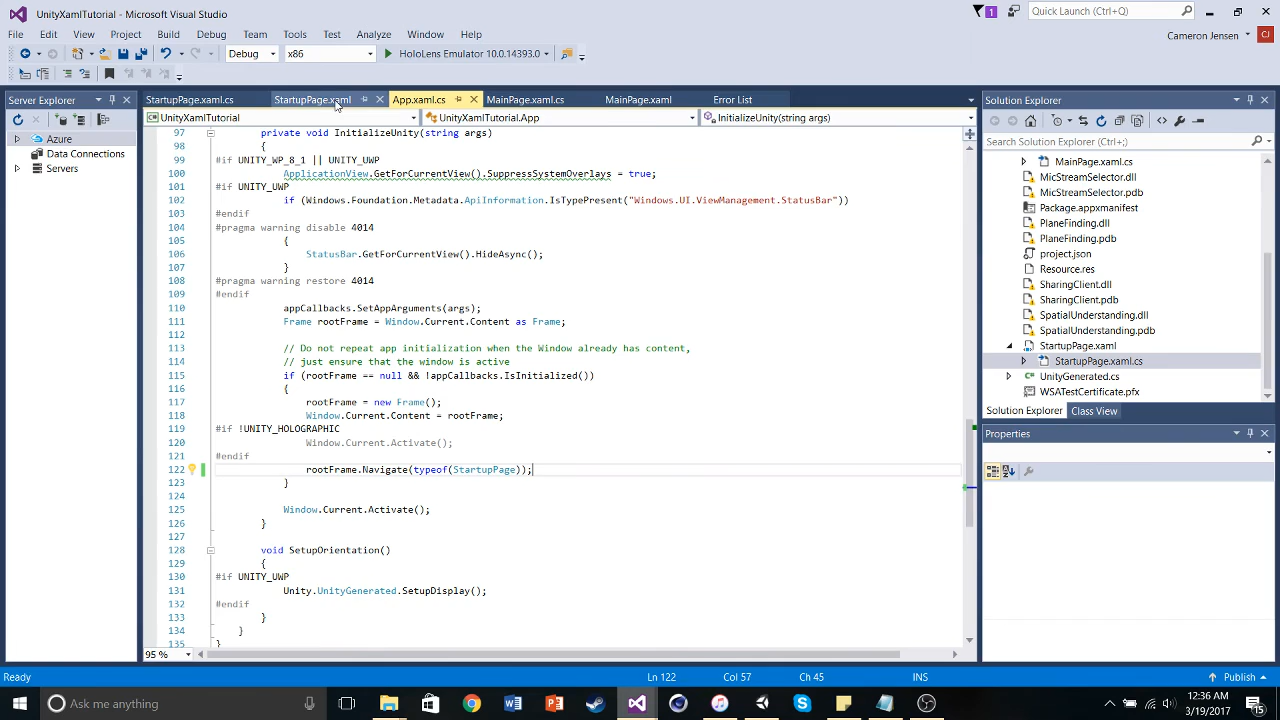 UnityXamlTutorial - Microsoft Visual Studio
1
Quick Launch (Ctrl+Q)
File Edit View Project Build Debug Team Tools Test Analyze Window Help
Cameron Jensen
CJ
Debug x86 HoloLens Emulator 10.0.14393.0
Server Explorer
Azure
Data Connections
Servers
StartupPage.xaml.cs StartupPage.xaml App.xaml.cs MainPage.xaml.cs MainPage.xaml Error List
UnityXamlTutorial UnityXamlTutorial.App InitializeUnity(string args)
97 private void InitializeUnity(string args)
98 {
99 #if UNITY_WP_8_1 || UNITY_UWP
100 ApplicationView.GetForCurrentView().SuppressSystemOverlays = true;
101 #if UNITY_UWP
102 if (Windows.Foundation.Metadata.ApiInformation.IsTypePresent("Windows.UI.ViewManagement.StatusBar"))
103 #endif
104 #pragma warning disable 4014
105 {
106 StatusBar.GetForCurrentView().HideAsync();
107 }
108 #pragma warning restore 4014
109 #endif
110 appCallbacks.SetAppArguments(args);
111 Frame rootFrame = Window.Current.Content as Frame;
112
113 // Do not repeat app initialization when the Window already has content,
114 // just ensure that the window is active
115 if (rootFrame == null && !appCallbacks.IsInitialized())
116 {
117 rootFrame = new Frame();
118 Window.Current.Content = rootFrame;
119 #if !UNITY_HOLOGRAPHIC
120 Window.Current.Activate();
121 #endif
122 rootFrame.Navigate(typeof(StartupPage));
123 }
124
125 Window.Current.Activate();
126 }
127
128 void SetupOrientation()
129 {
130 #if UNITY_UWP
131 Unity.UnityGenerated.SetupDisplay();
132 #endif
133 }
134 }
135 }
95 %
Solution Explorer
Search Solution Explorer (Ctrl+;)
MainPage.xaml.cs
MicStreamSelector.dll
MicStreamSelector.pdb
Package.appxmanifest
PlaneFinding.dll
PlaneFinding.pdb
project.json
Resource.res
SharingClient.dll
SharingClient.pdb
SpatialUnderstanding.dll
SpatialUnderstanding.pdb
StartupPage.xaml
StartupPage.xaml.cs
UnityGenerated.cs
WSATestCertificate.pfx
Solution Explorer Class View
Properties
Ready Ln 122 Col 57 Ch 45 INS Publish
Ask me anything
12:36 AM
3/19/2017
15